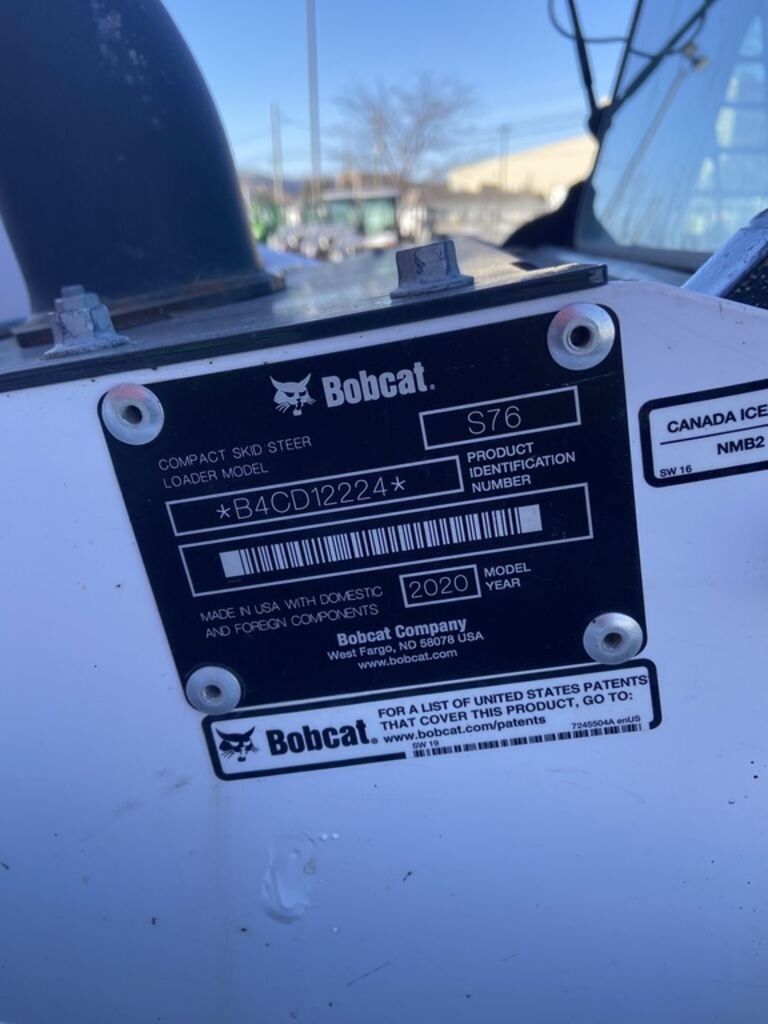 Bobcat.
COMPACT SKID STEER
LOADER MODEL
S76
*B4CD12224*
PRODUCT
IDENTIFICATION
NUMBER
MADE IN USA WITH DOMESTIC
AND FOREIGN COMPONENTS
2020
MODEL
YEAR
Bobcat Company
West Fargo, ND 58078 USA
www.bobcat.com
Bobcat.
FOR A LIST OF UNITED STATES PATENTS
THAT COVER THIS PRODUCT, GO TO:
www.bobcat.com/patents
7245504A enUS
SW 19
CANADA ICE
NMB2
SW 16